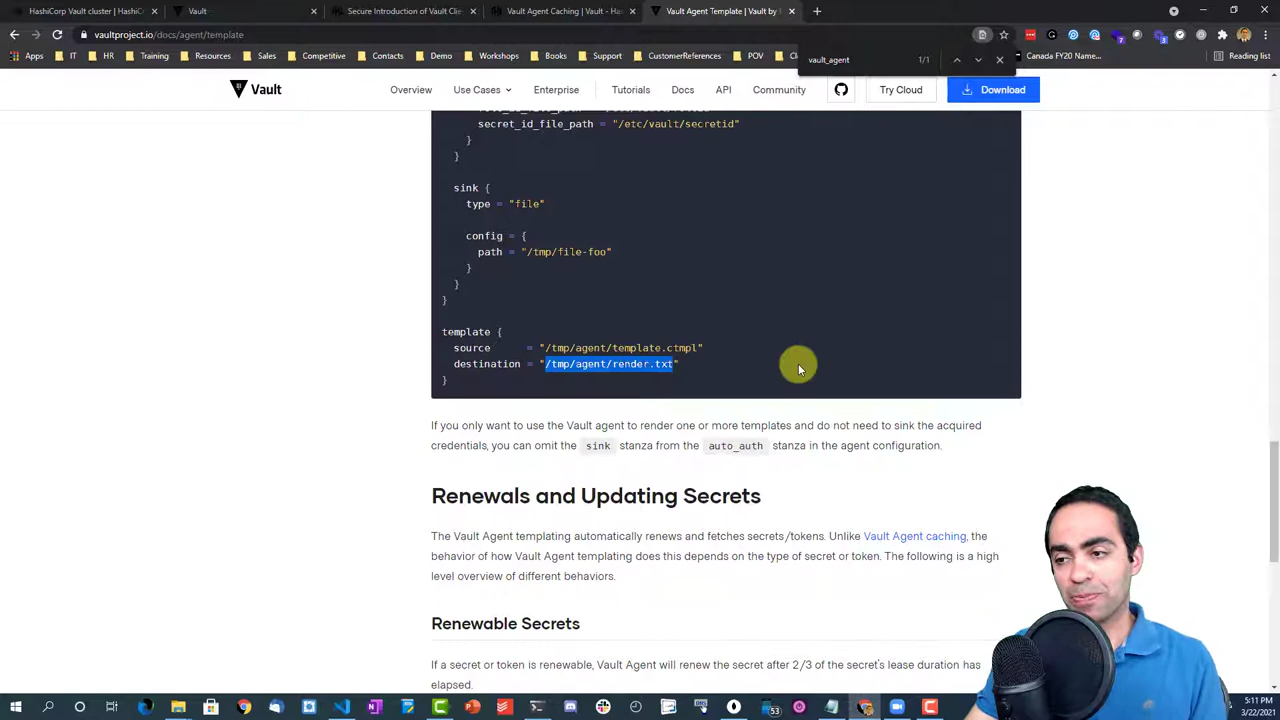 HashiCorp Vault cluster | HashiC
Vault
Secure Introduction of Vault Clie
Vault Agent Caching | Vault - Has
Vault Agent Template | Vault by
vaultproject.io/docs/agent/template
Apps
IT
HR
Training
Resources
Sales
Competitive
Contacts
Demo
Workshops
Books
Support
CustomerReferences
POV
Canada FY20 Name...
Reading list
vault_agent
1/1
Vault
Overview
Use Cases
Enterprise
Tutorials
Docs
API
Community
Try Cloud
Download
secret_id_file_path = "/etc/vault/secretid"
}
}
sink {
type = "file"
config = {
path = "/tmp/file-foo"
}
}
}
template {
source = "/tmp/agent/template.ctmpl"
destination = "/tmp/agent/render.txt"
}
If you only want to use the Vault agent to render one or more templates and do not need to sink the acquired
credentials, you can omit the sink stanza from the auto_auth stanza in the agent configuration.
Renewals and Updating Secrets
The Vault Agent templating automatically renews and fetches secrets/tokens. Unlike Vault Agent caching, the
behavior of how Vault Agent templating does this depends on the type of secret or token. The following is a high
level overview of different behaviors.
Renewable Secrets
If a secret or token is renewable, Vault Agent will renew the secret after 2/3 of the secret's lease duration has
elapsed.
53
5:11 PM
3/22/2021